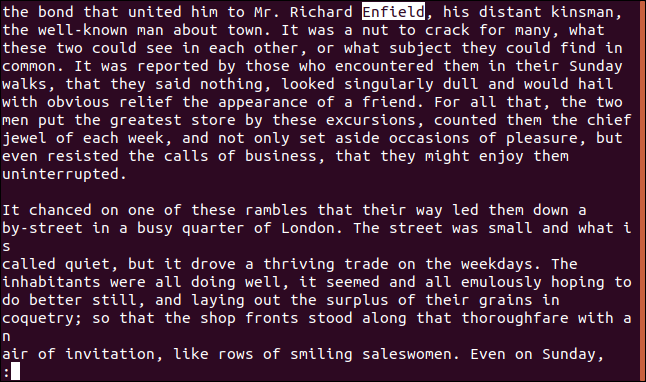 the bond that united him to Mr. Richard Enfield, his distant kinsman,
the well-known man about town. It was a nut to crack for many, what
these two could see in each other, or what subject they could find in
common. It was reported by those who encountered them in their Sunday
walks, that they said nothing, looked singularly dull and would hail
with obvious relief the appearance of a friend. For all that, the two
men put the greatest store by these excursions, counted them the chief
jewel of each week, and not only set aside occasions of pleasure, but
even resisted the calls of business, that they might enjoy them
uninterrupted.

It chanced on one of these rambles that their way led them down a
by-street in a busy quarter of London. The street was small and what i
s
called quiet, but it drove a thriving trade on the weekdays. The
inhabitants were all doing well, it seemed and all emulously hoping to
do better still, and laying out the surplus of their grains in
coquetry; so that the shop fronts stood along that thoroughfare with a
n
air of invitation, like rows of smiling saleswomen. Even on Sunday,
: